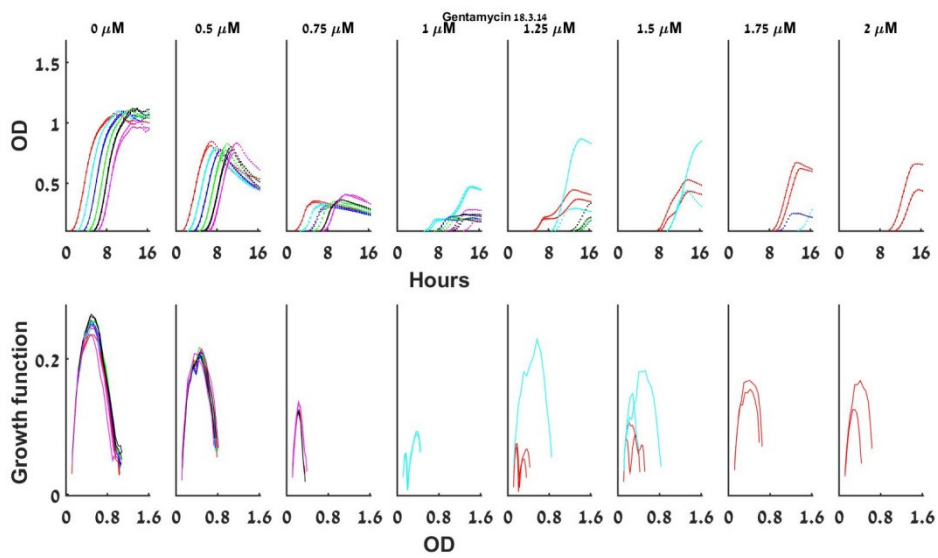 Gentamycin 18.3.14
0 μM 0.5 μM 0.75 μM 1 μM 1.25 μM 1.5 μM 1.75 μM 2 μM
1.5
1
0.5
OD
0 8 16 0 8 16 0 8 16 0 8 16 0 8 16 0 8 16 0 8 16 0 8 16
Hours
0.2
0
Growth function
0 0.8 1.6 0 0.8 1.6 0 0.8 1.6 0 0.8 1.6 0 0.8 1.6 0 0.8 1.6 0 0.8 1.6 0 0.8 1.6
OD